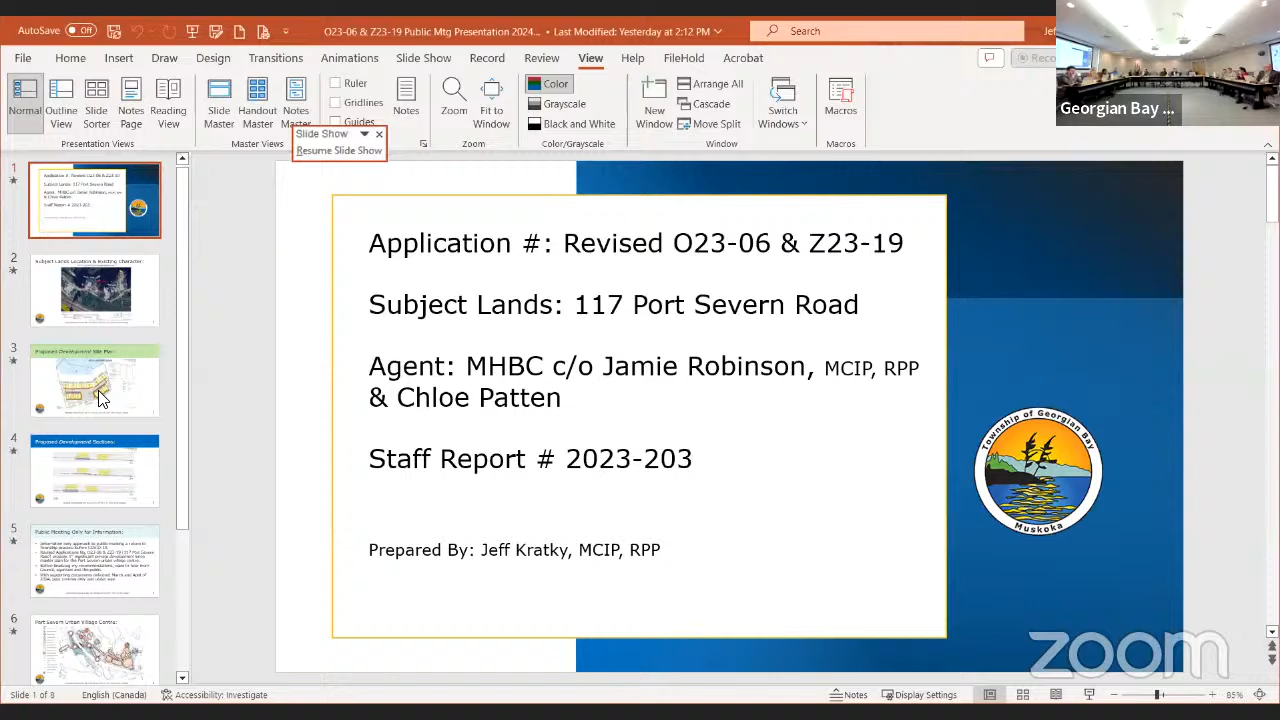 AutoSave Off
O23-06 & Z23-19 Public Mtg Presentation 2024... • Last Modified: Yesterday at 2:12 PM
Search
File Home Insert Draw Design Transitions Animations Slide Show Record Review View Help FileHold Acrobat
Normal Outline View Slide Sorter Notes Page Reading View
Presentation Views
Slide Master Handout Master Notes Master
Master Views
Ruler
Gridlines
Guides
Notes
Zoom Fit to Window
Zoom
Color
Grayscale
Black and White
Color/Grayscale
New Window
Arrange All
Cascade
Move Split
Window
Switch Windows
Macros
Macros
Georgian Bay ...
Slide Show
Resume Slide Show
1
2
Subject Lands Location & Existing Character:
3
Proposed Development Site Plan:
4
Proposed Development Sections:
5
Public Meeting Only for Information:
6
Port Severn Urban Village Centre:
Application #: Revised O23-06 & Z23-19
Subject Lands: 117 Port Severn Road
Agent: MHBC c/o Jamie Robinson, MCIP, RPP
& Chloe Patten
Staff Report # 2023-203
Prepared By: Jeff Kratky, MCIP, RPP
Township of Georgian Bay
Muskoka
zoom
Slide 1 of 8 English (Canada) Accessibility: Investigate
Notes Display Settings 85%